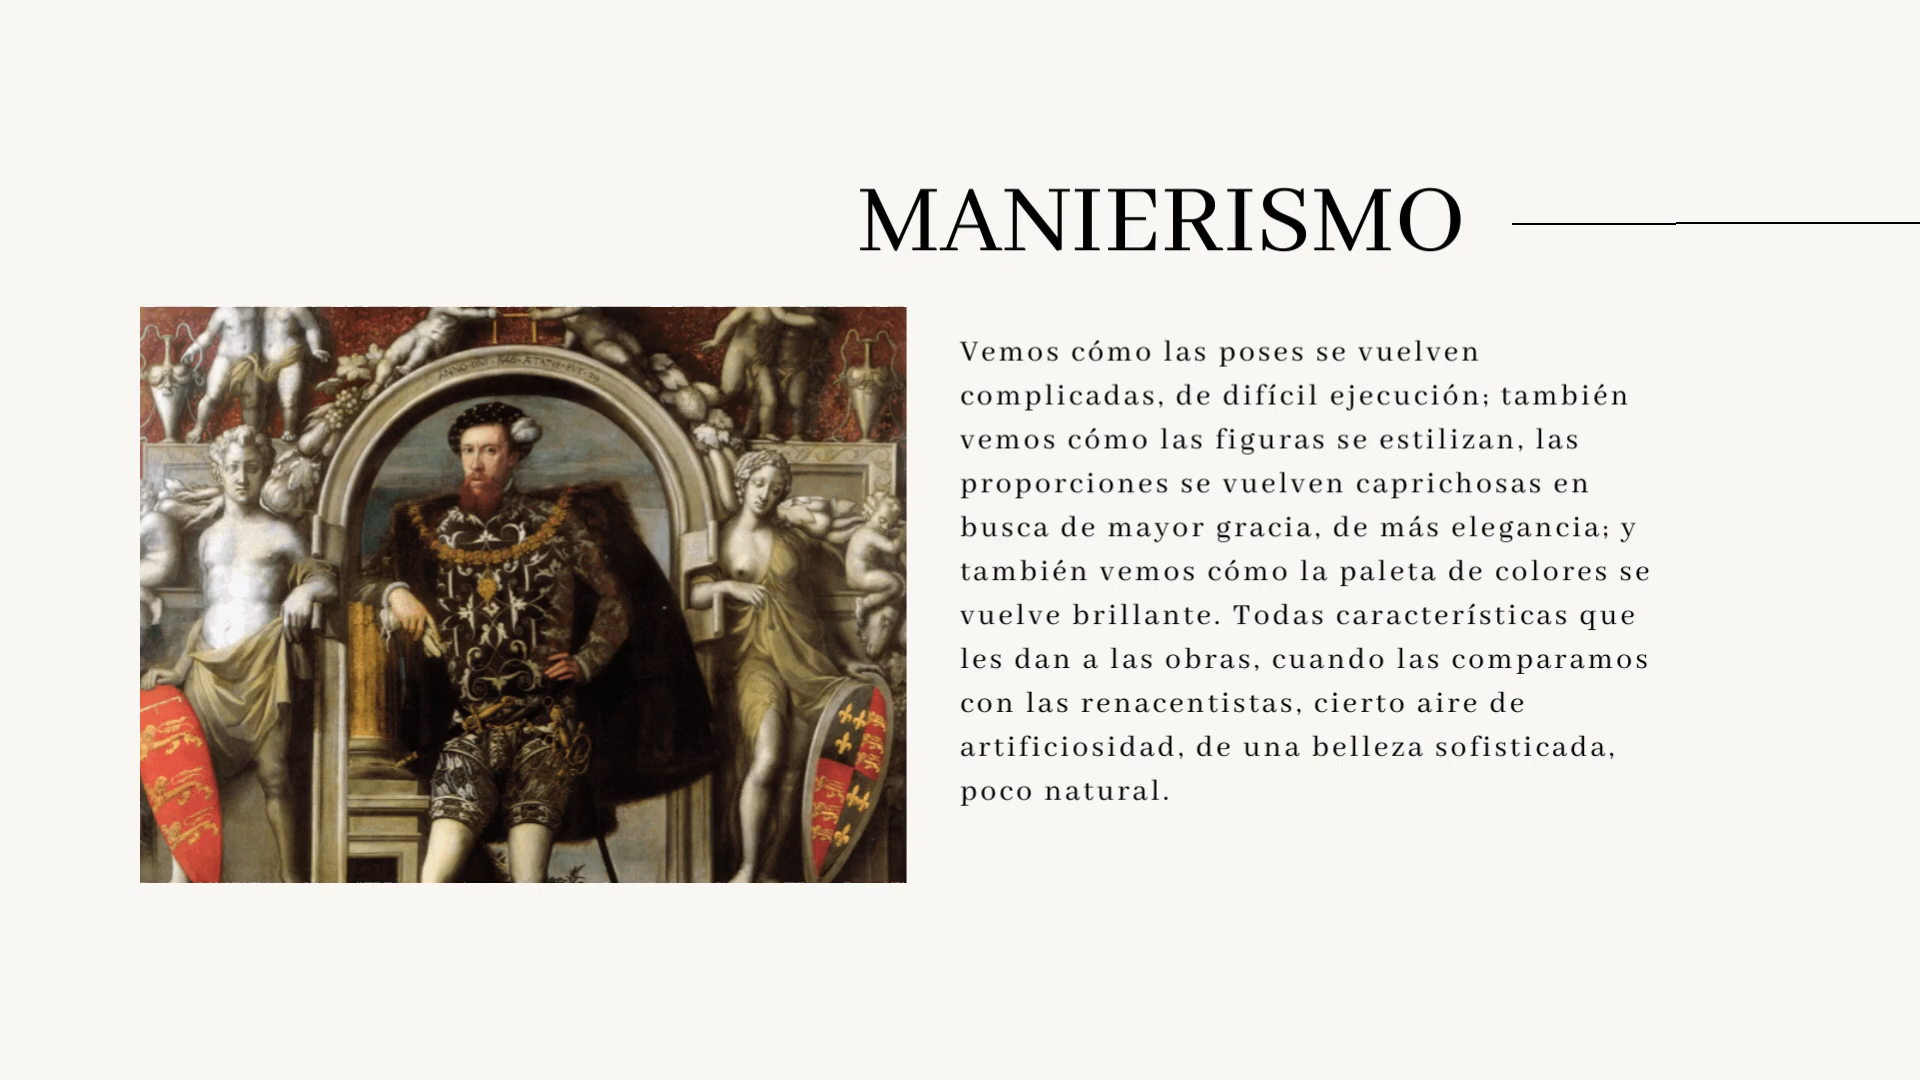 MANIERISMO
Vemos cómo las poses se vuelven
complicadas, de difícil ejecución; también
vemos cómo las figuras se estilizan, las
proporciones se vuelven caprichosas en
busca de mayor gracia, de más elegancia; y
también vemos cómo la paleta de colores se
vuelve brillante. Todas características que
les dan a las obras, cuando las comparamos
con las renacentistas, cierto aire de
artificiosidad, de una belleza sofisticada,
poco natural.